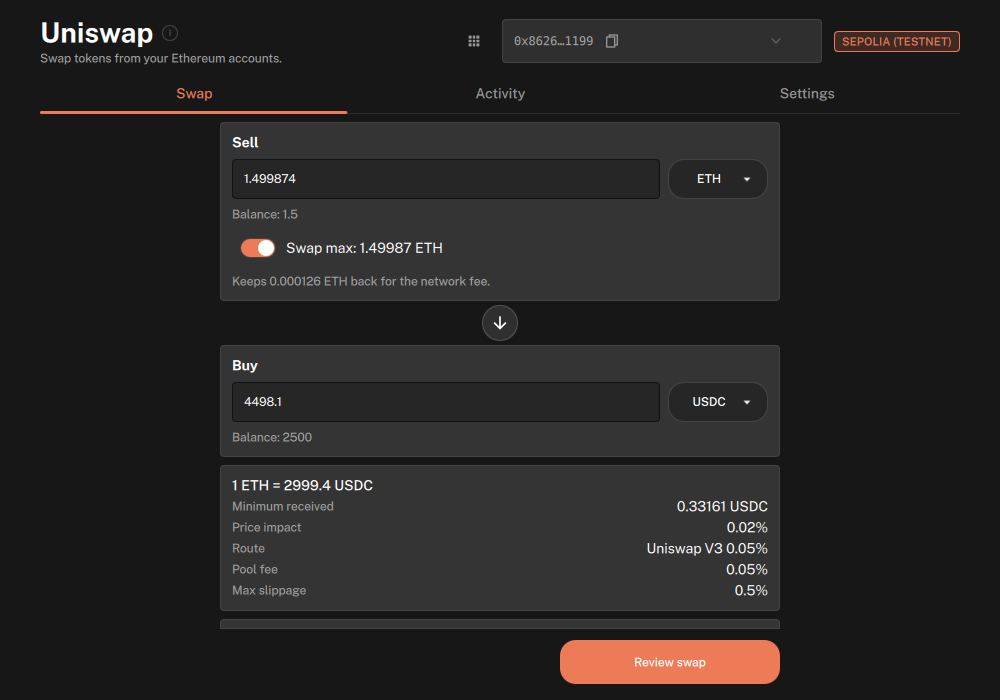 Uniswap
Swap tokens from your Ethereum accounts.
0x8626…1199
SEPOLIA (TESTNET)
Swap
Activity
Settings
Sell
1.499874
ETH
Balance: 1.5
Swap max: 1.49987 ETH
Keeps 0.000126 ETH back for the network fee.
Buy
4498.1
USDC
Balance: 2500
1 ETH = 2999.4 USDC
Minimum received
0.33161 USDC
Price impact
0.02%
Route
Uniswap V3 0.05%
Pool fee
0.05%
Max slippage
0.5%
Review swap